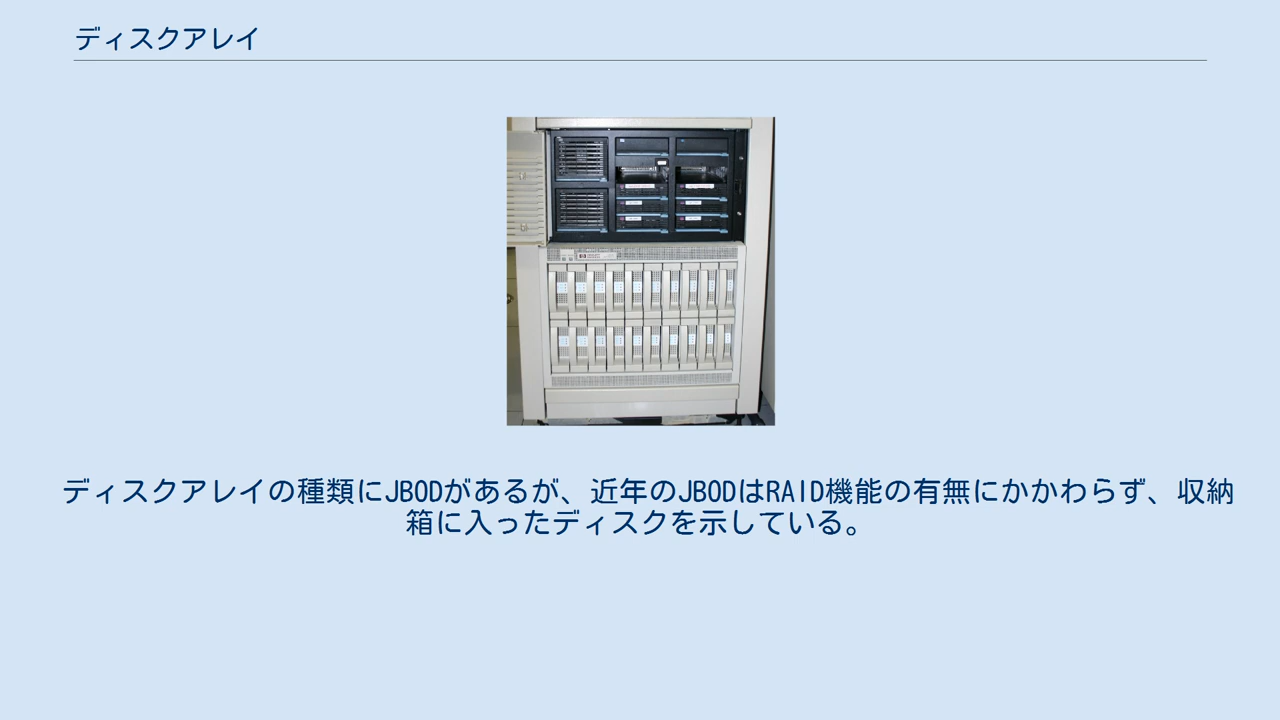 ディスクアレイ
ディスクアレイの種類にJBODがあるが、近年のJBODはRAID機能の有無にかかわらず、収納
箱に入ったディスクを示している。